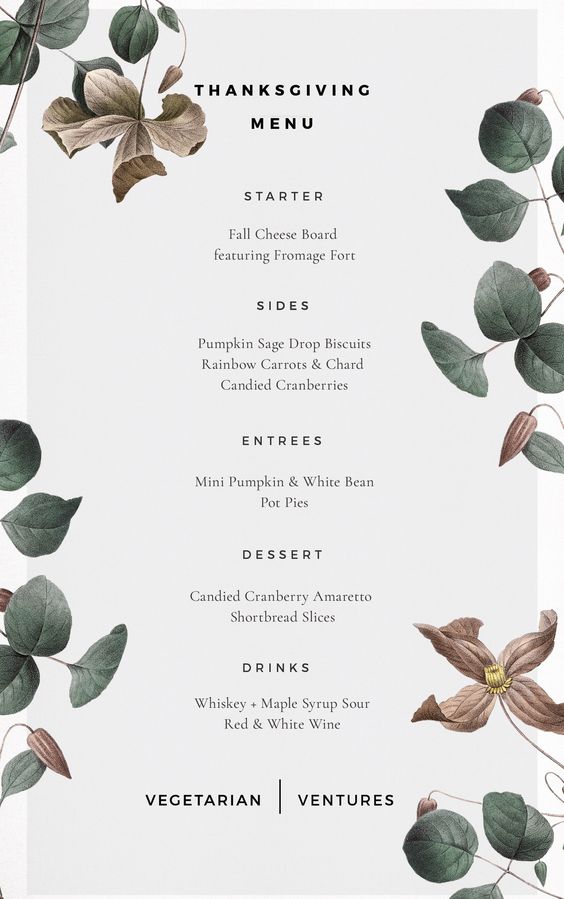 THANKSGIVING
MENU
STARTER
Fall Cheese Board
featuring Fromage Fort
SIDES
Pumpkin Sage Drop Biscuits
Rainbow Carrots & Chard
Candied Cranberries
ENTREES
Mini Pumpkin & White Bean
Pot Pies
DESSERT
Candied Cranberry Amaretto
Shortbread Slices
DRINKS
Whiskey + Maple Syrup Sour
Red & White Wine
VEGETARIAN | VENTURES